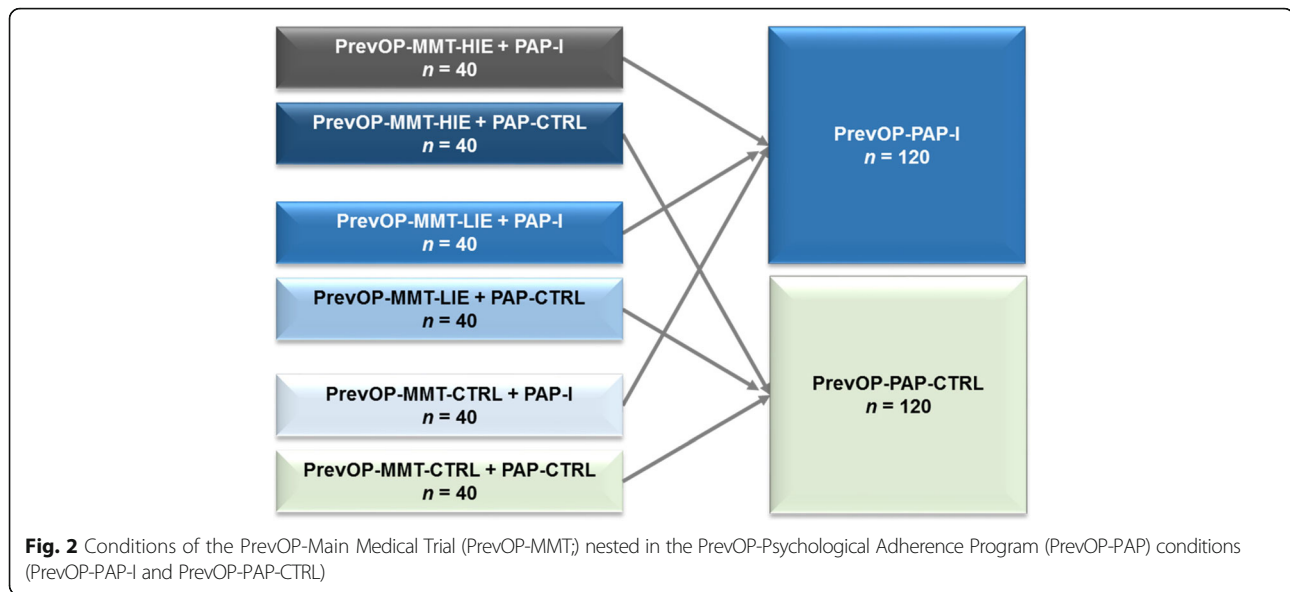 PrevOP-MMT-HIE + PAP-I
n = 40
PrevOP-MMT-HIE + PAP-CTRL
n = 40
PrevOP-MMT-LIE + PAP-I
n = 40
PrevOP-MMT-LIE + PAP-CTRL
n = 40
PrevOP-MMT-CTRL + PAP-I
n = 40
PrevOP-MMT-CTRL + PAP-CTRL
n = 40
PrevOP-PAP-I
n = 120
PrevOP-PAP-CTRL
n = 120
Fig. 2 Conditions of the PrevOP-Main Medical Trial (PrevOP-MMT;) nested in the PrevOP-Psychological Adherence Program (PrevOP-PAP) conditions
(PrevOP-PAP-I and PrevOP-PAP-CTRL)